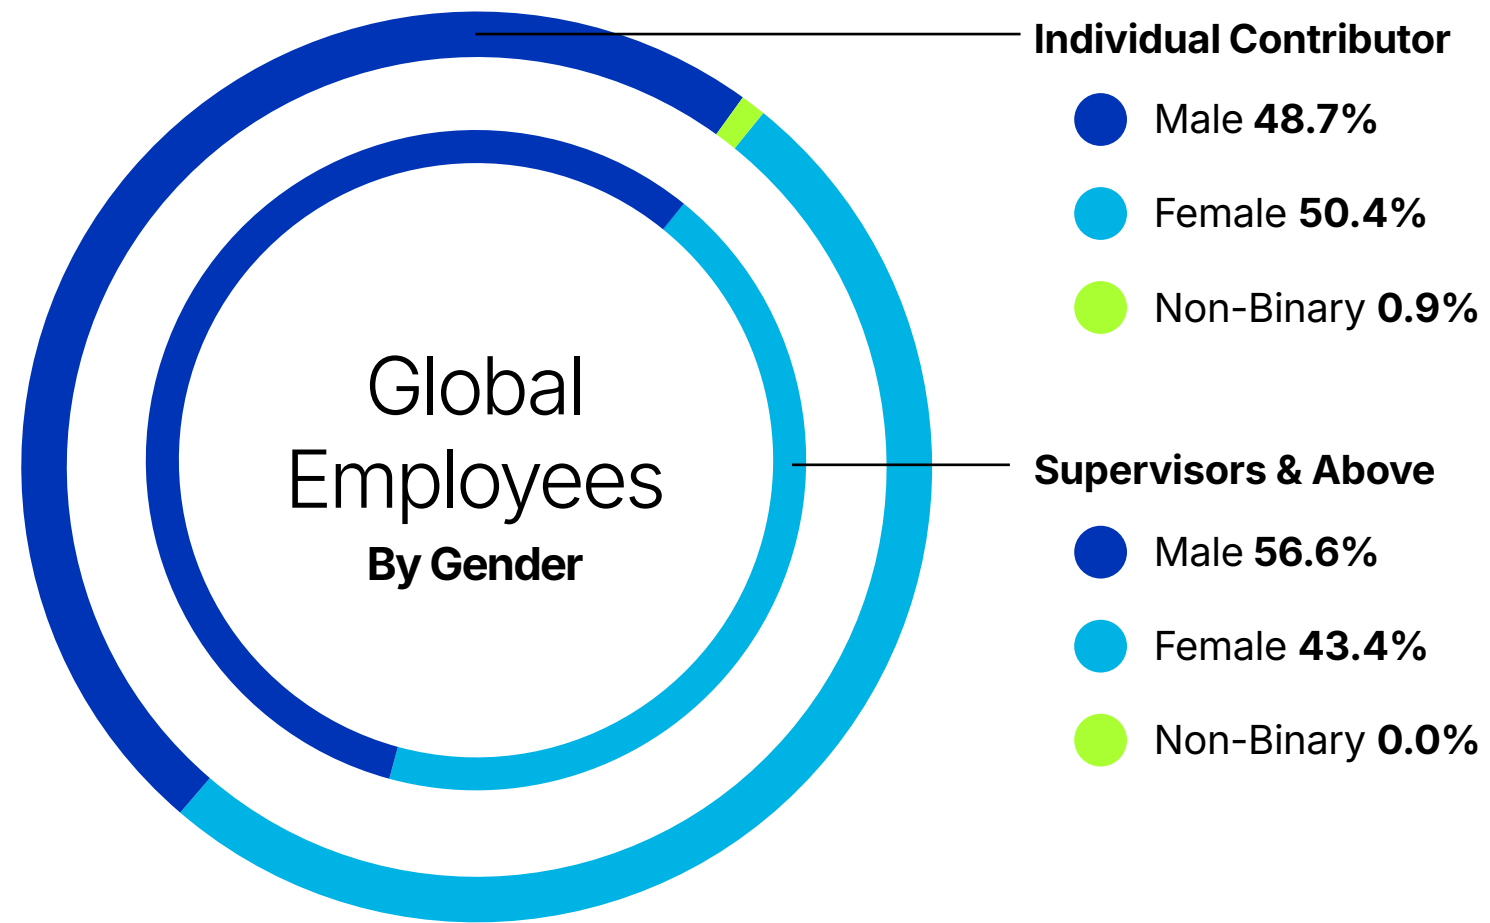 Global
Employees
By Gender
Individual Contributor
Male 48.7%
Female 50.4%
Non-Binary 0.9%
Supervisors & Above
Male 56.6%
Female 43.4%
Non-Binary 0.0%